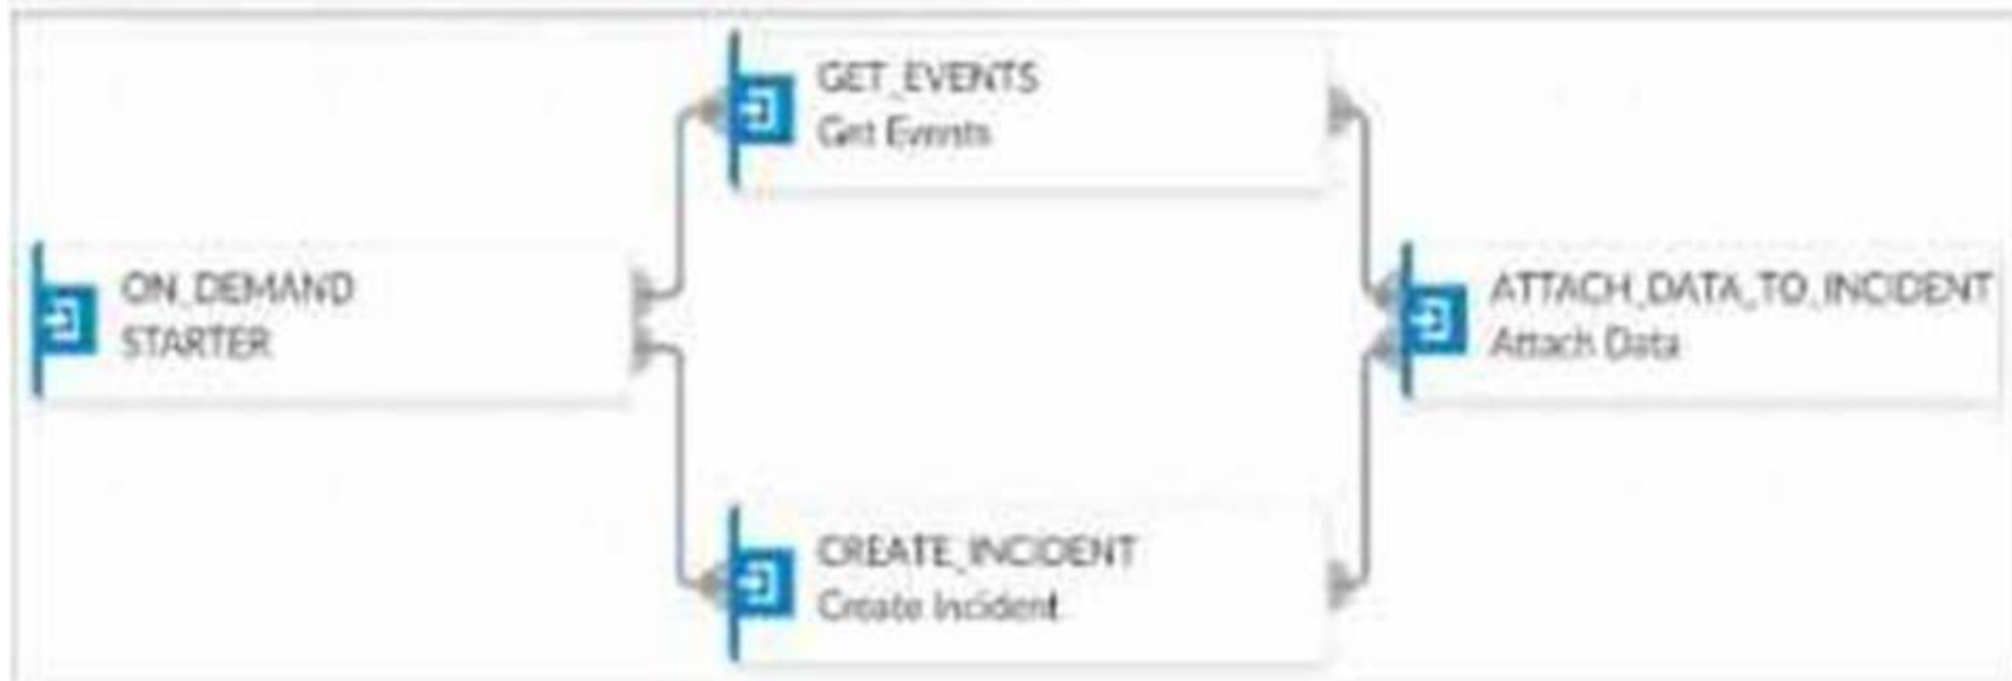 GET_EVENTS
Get Events
ON_DEMAND
STARTER
ATTACH_DATA_TO_INCIDENT
Attach Data
CREATE_INCIDENT
Create Incident